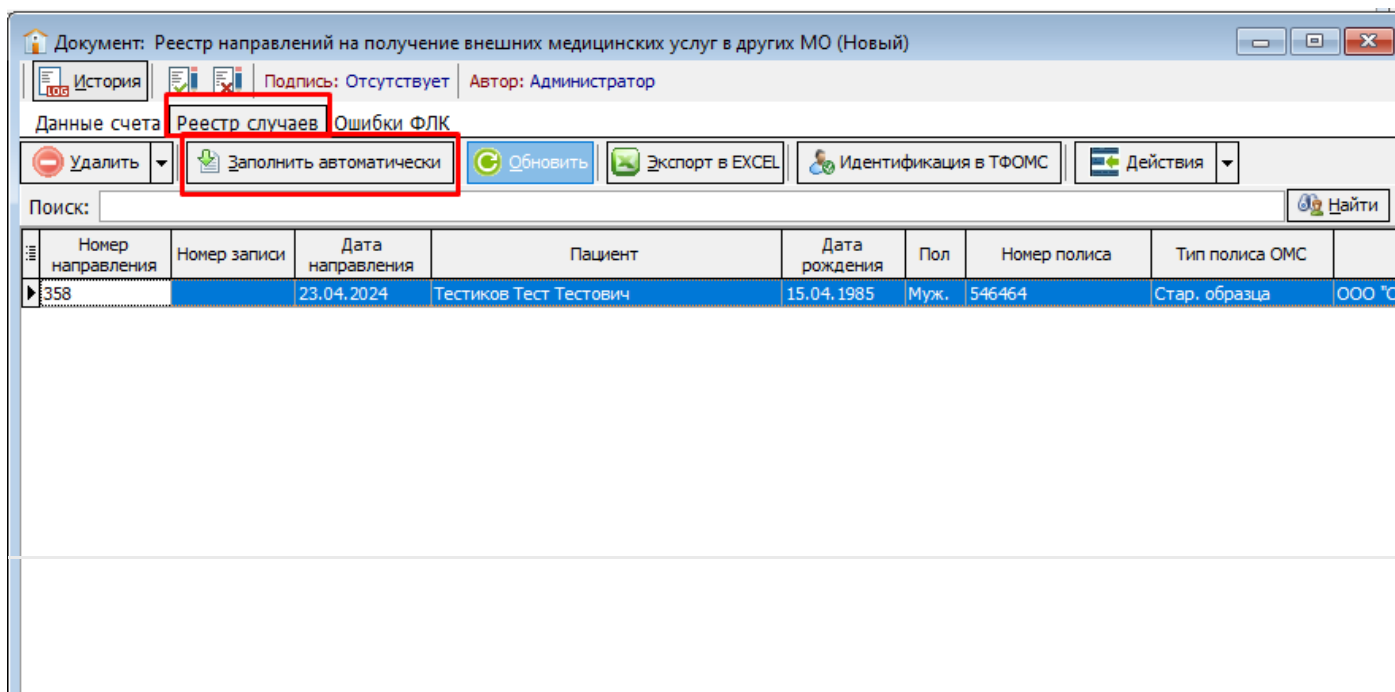 Документ: Реестр направлений на получение внешних медицинских услуг в других МО (Новый)
LOG История Подпись: Отсутствует Автор: Администратор
Данные счета Реестр случаев Ошибки ФЛК
Удалить Заполнить автоматически Обновить Экспорт в EXCEL Идентификация в ТФОМС Действия
Поиск: Найти
Номер направления Номер записи Дата направления Пациент Дата рождения Пол Номер полиса Тип полиса ОМС
358 23.04.2024 Тестиков Тест Тестович 15.04.1985 Муж. 546464 Стар. образца ООО "С